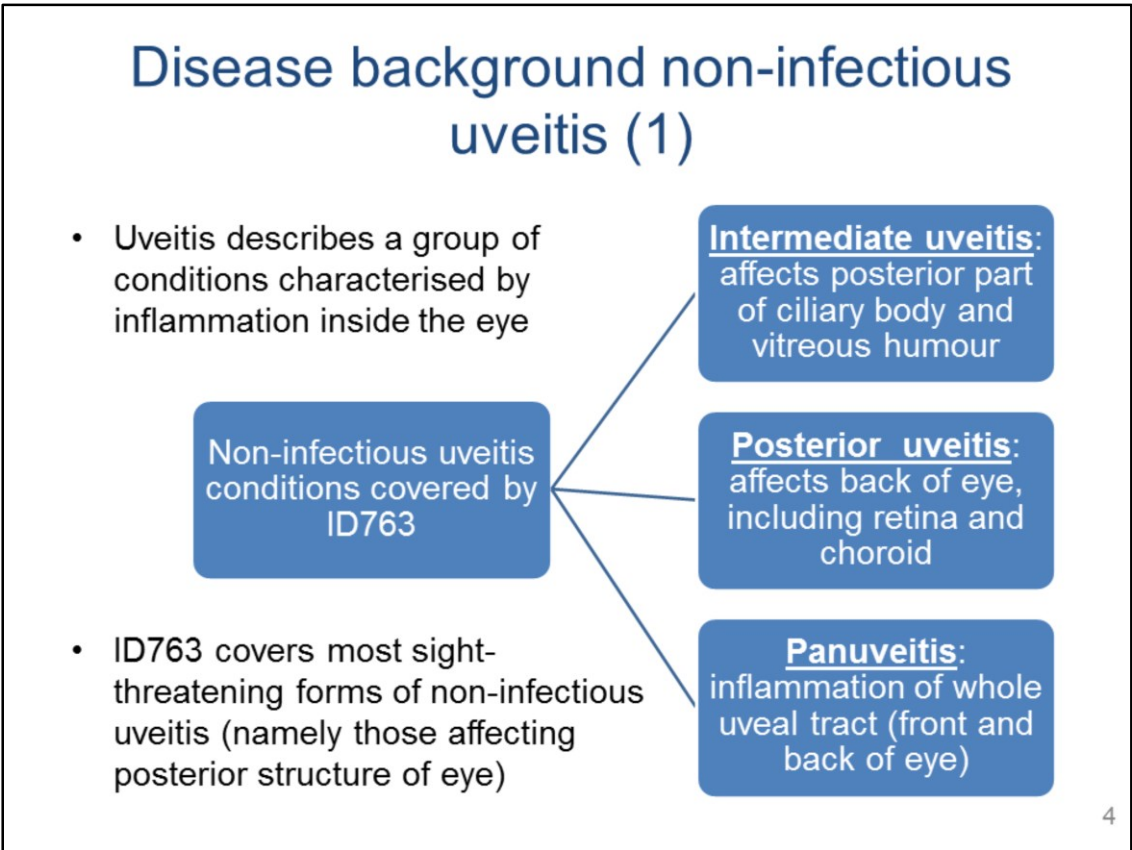 Disease background non-infectious
uveitis (1)
• Uveitis describes a group of
conditions characterised by
inflammation inside the eye
Non-infectious uveitis
conditions covered by
ID763
• ID763 covers most sight-
threatening forms of non-infectious
uveitis (namely those affecting
posterior structure of eye)
Intermediate uveitis:
affects posterior part
of ciliary body and
vitreous humour
Posterior uveitis:
affects back of eye,
including retina and
choroid
Panuveitis:
inflammation of whole
uveal tract (front and
back of eye)
4